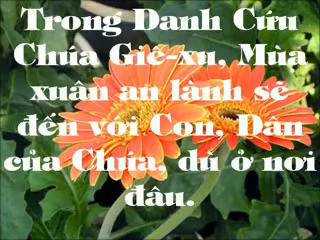 Trong Danh Cứu
Chúa Giê-xu, Mùa
xuân an lành sẽ
đến với Con, Dân
của Chúa, dù ở nơi
đâu.